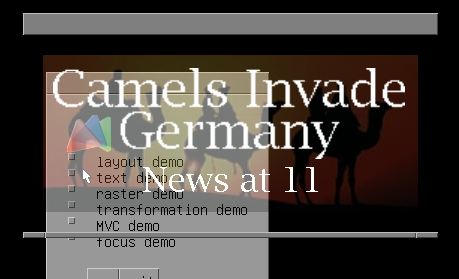 Camels Invade
Germany
News at 11
layout demo
text demo
raster demo
transformation demo
MVC demo
focus demo